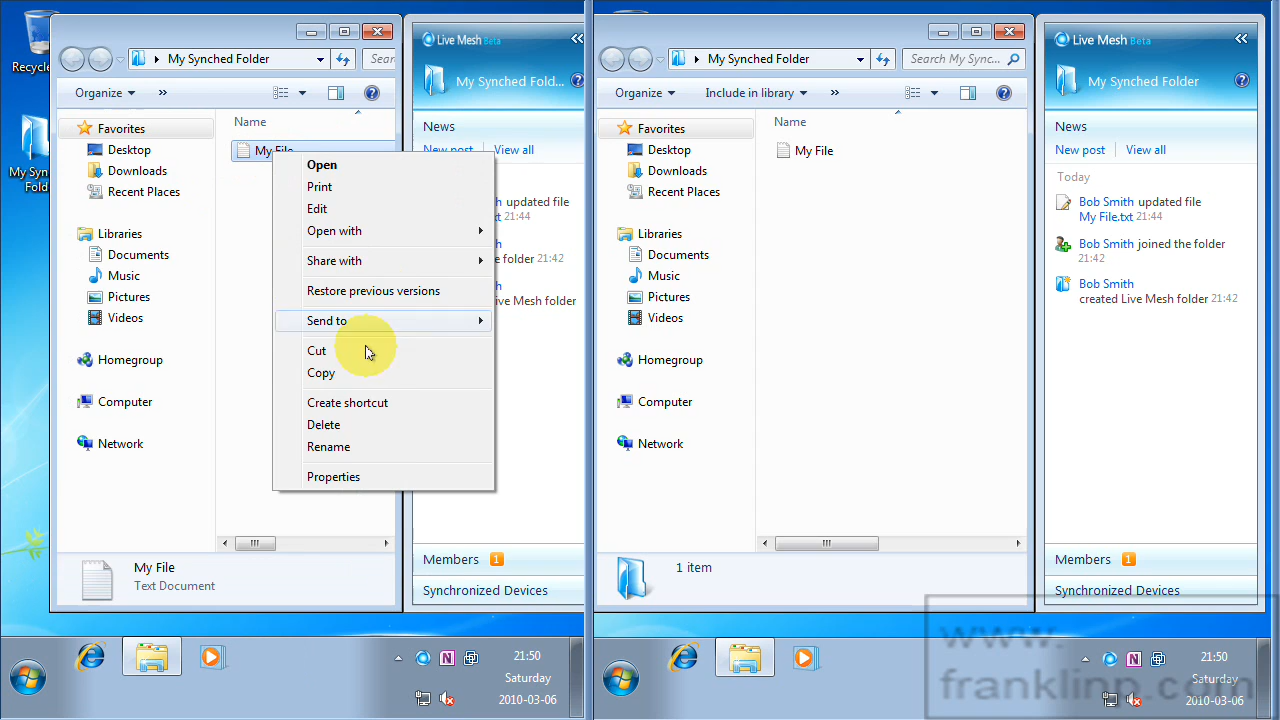 Recycle
My Syn
Fold
My Synched Folder
Sear
Organize
»
Name
My File
Favorites
Desktop
Downloads
Recent Places
Libraries
Documents
Music
Pictures
Videos
Homegroup
Computer
Network
Open
Print
Edit
Open with
Share with
Restore previous versions
Send to
Cut
Copy
Create shortcut
Delete
Rename
Properties
My File
Text Document
Live Mesh Beta
My Synched Fold...
News
New post | View all
h updated file
xt 21:44
h
e folder 21:42
h
ive Mesh folder
Members 1
Synchronized Devices
21:50
Saturday
2010-03-06
My Synched Folder
Search My Sync...
Organize
Include in library
»
Name
My File
Favorites
Desktop
Downloads
Recent Places
Libraries
Documents
Music
Pictures
Videos
Homegroup
Computer
Network
1 item
Live Mesh Beta
My Synched Folder
News
New post | View all
Today
Bob Smith updated file
My File.txt 21:44
Bob Smith joined the folder
21:42
Bob Smith
created Live Mesh folder 21:42
Members 1
Synchronized Devices
21:50
Saturday
2010-03-06
www.
franklinp.com